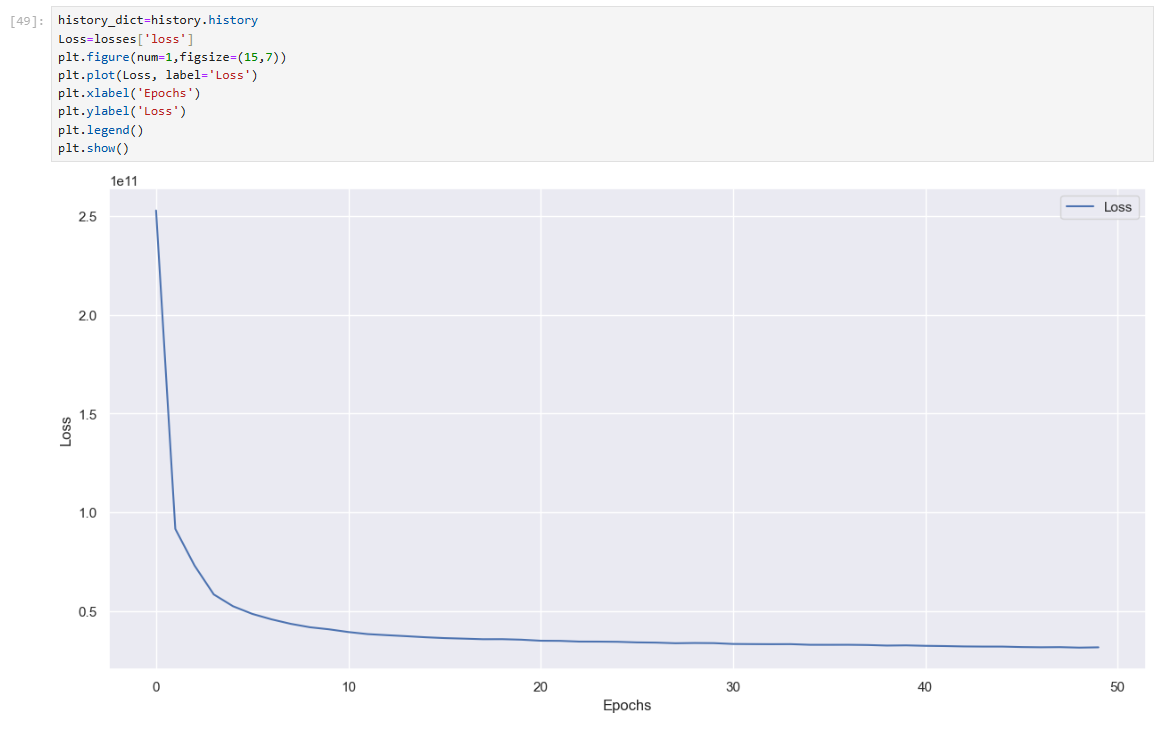 [49]:
history_dict=history.history
Loss=losses['loss']
plt.figure(num=1,figsize=(15,7))
plt.plot(Loss, label='Loss')
plt.xlabel('Epochs')
plt.ylabel('Loss')
plt.legend()
plt.show()
1e11
Loss
2.5
2.0
1.5
1.0
0.5
Loss
0 10 20 30 40 50
Epochs